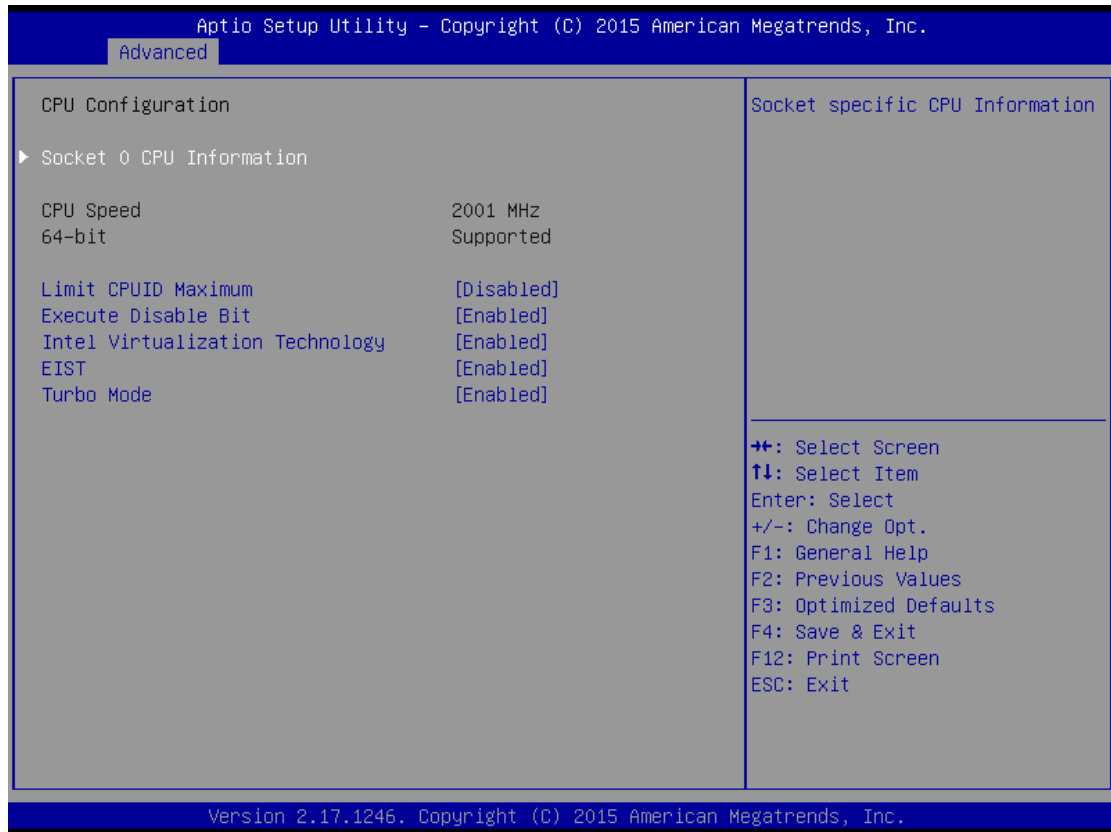 Aptio Setup Utility – Copyright (C) 2015 American Megatrends, Inc.
Advanced
CPU Configuration
Socket 0 CPU Information
CPU Speed 2001 MHz
64-bit Supported
Limit CPUID Maximum [Disabled]
Execute Disable Bit [Enabled]
Intel Virtualization Technology [Enabled]
EIST [Enabled]
Turbo Mode [Enabled]
Socket specific CPU Information
→←: Select Screen
↑↓: Select Item
Enter: Select
+/-: Change Opt.
F1: General Help
F2: Previous Values
F3: Optimized Defaults
F4: Save & Exit
F12: Print Screen
ESC: Exit
Version 2.17.1246. Copyright (C) 2015 American Megatrends, Inc.